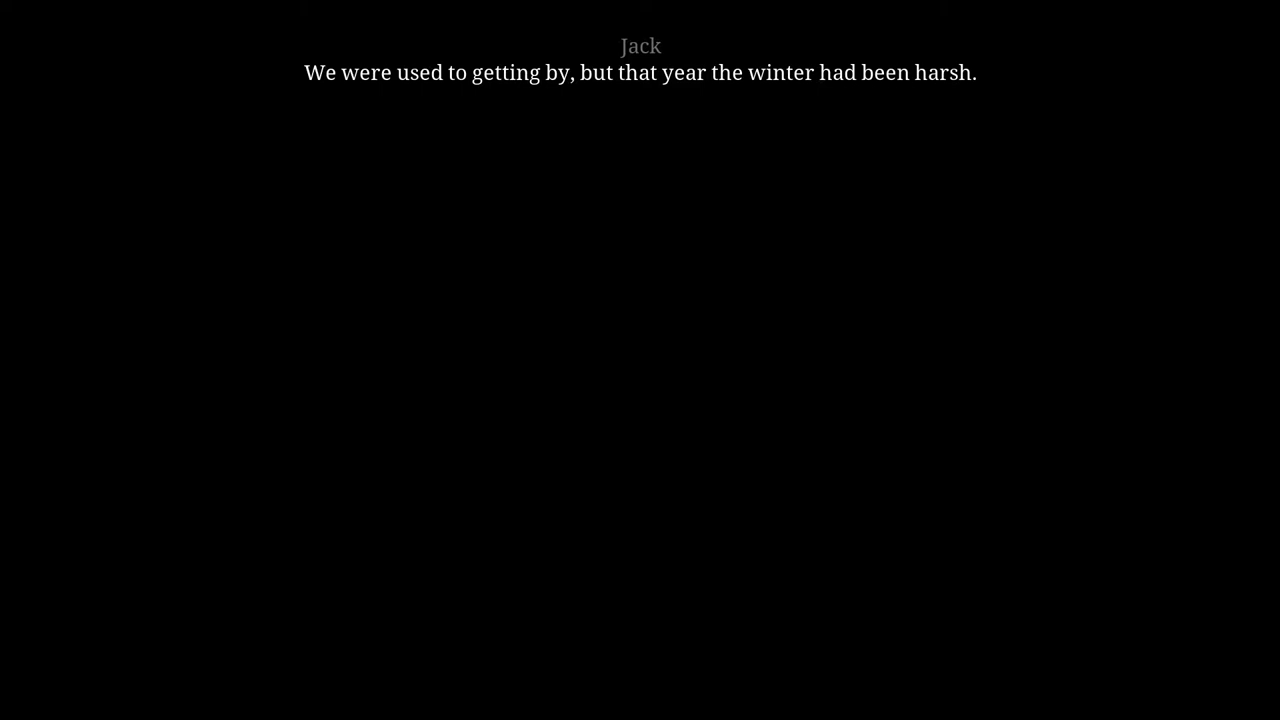 Jack
We were used to getting by, but that year the winter had been harsh.